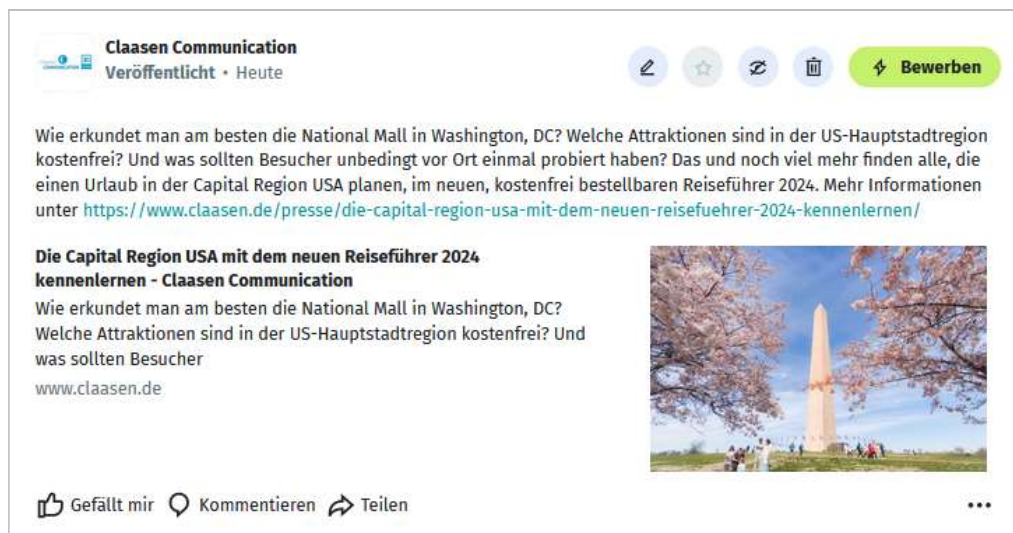 Claasen Communication
Veröffentlicht • Heute
Bewerben
Wie erkundet man am besten die National Mall in Washington, DC? Welche Attraktionen sind in der US-Hauptstadtregion
kostenfrei? Und was sollten Besucher unbedingt vor Ort einmal probiert haben? Das und noch viel mehr finden alle, die
einen Urlaub in der Capital Region USA planen, im neuen, kostenfrei bestellbaren Reiseführer 2024. Mehr Informationen
unter https://www.claasen.de/presse/die-capital-region-usa-mit-dem-neuen-reisefuehrer-2024-kennenlernen/
Die Capital Region USA mit dem neuen Reiseführer 2024
kennenlernen - Claasen Communication
Wie erkundet man am besten die National Mall in Washington, DC?
Welche Attraktionen sind in der US-Hauptstadtregion kostenfrei? Und
was sollten Besucher
www.claasen.de
Gefällt mir Kommentieren Teilen